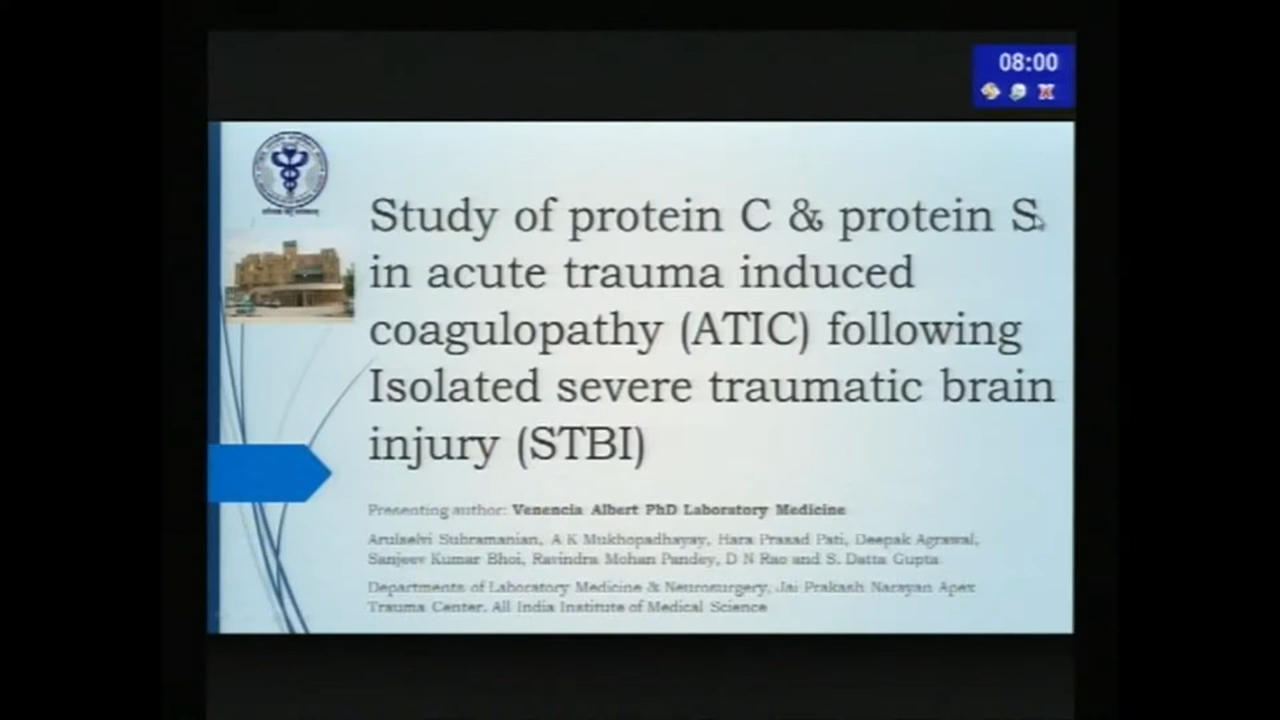 08:00
Study of protein C & protein S
in acute trauma induced
coagulopathy (ATIC) following
Isolated severe traumatic brain
injury (STBI)
Presenting author: Venencia Albert PhD Laboratory Medicine
Arulselvi Subramanian, A K Mukhopadhayay, Hara Prasad Pati, Deepak Agrawal,
Sanjeev Kumar Bhoi, Ravindra Mohan Pandey, D N Rao and S. Datta Gupta
Departments of Laboratory Medicine & Neurosurgery, Jai Prakash Narayan Apex
Trauma Center. All India Institute of Medical Science